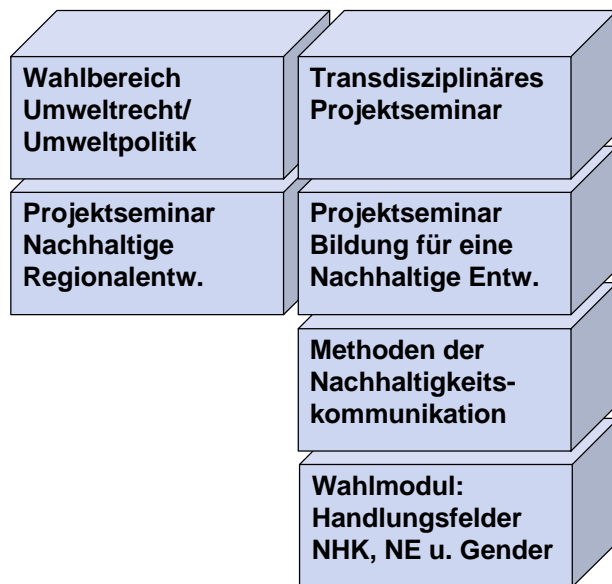 Wahlbereich
Umweltrecht/
Umweltpolitik
Transdisziplinäres
Projektseminar
Projektseminar
Nachhaltige
Regionalentw.
Projektseminar
Bildung für eine
Nachhaltige Entw.
Methoden der
Nachhaltigkeits-
kommunikation
Wahlmodul:
Handlungsfelder
NHK, NE u. Gender